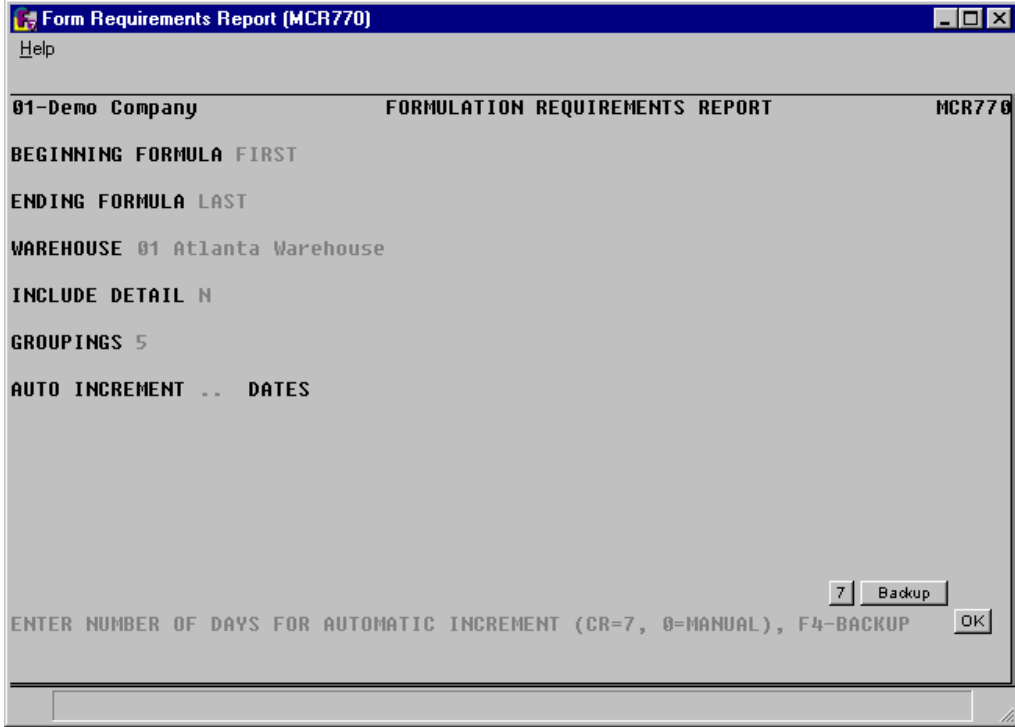 Form Requirements Report (MCR770)
Help
01-Demo Company FORMULATION REQUIREMENTS REPORT MCR770
BEGINNING FORMULA FIRST
ENDING FORMULA LAST
WAREHOUSE 01 Atlanta Warehouse
INCLUDE DETAIL N
GROUPINGS 5
AUTO INCREMENT .. DATES
7 Backup
ENTER NUMBER OF DAYS FOR AUTOMATIC INCREMENT (CR=7, 0=MANUAL), F4-BACKUP OK